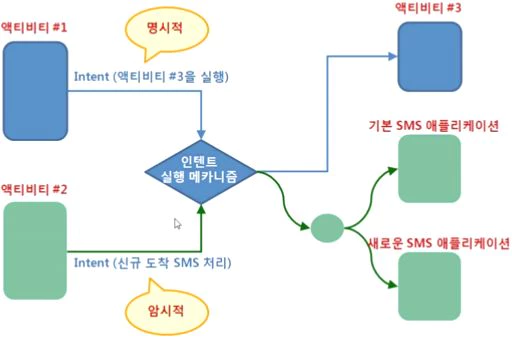 액티비티 #1
명시적
액티비티 #3
Intent (액티비티 #3을 실행)
기본 SMS 애플리케이션
인텐트
실행 메카니즘
액티비티 #2
새로운 SMS 애플리케이션
Intent (신규 도착 SMS 처리)
암시적